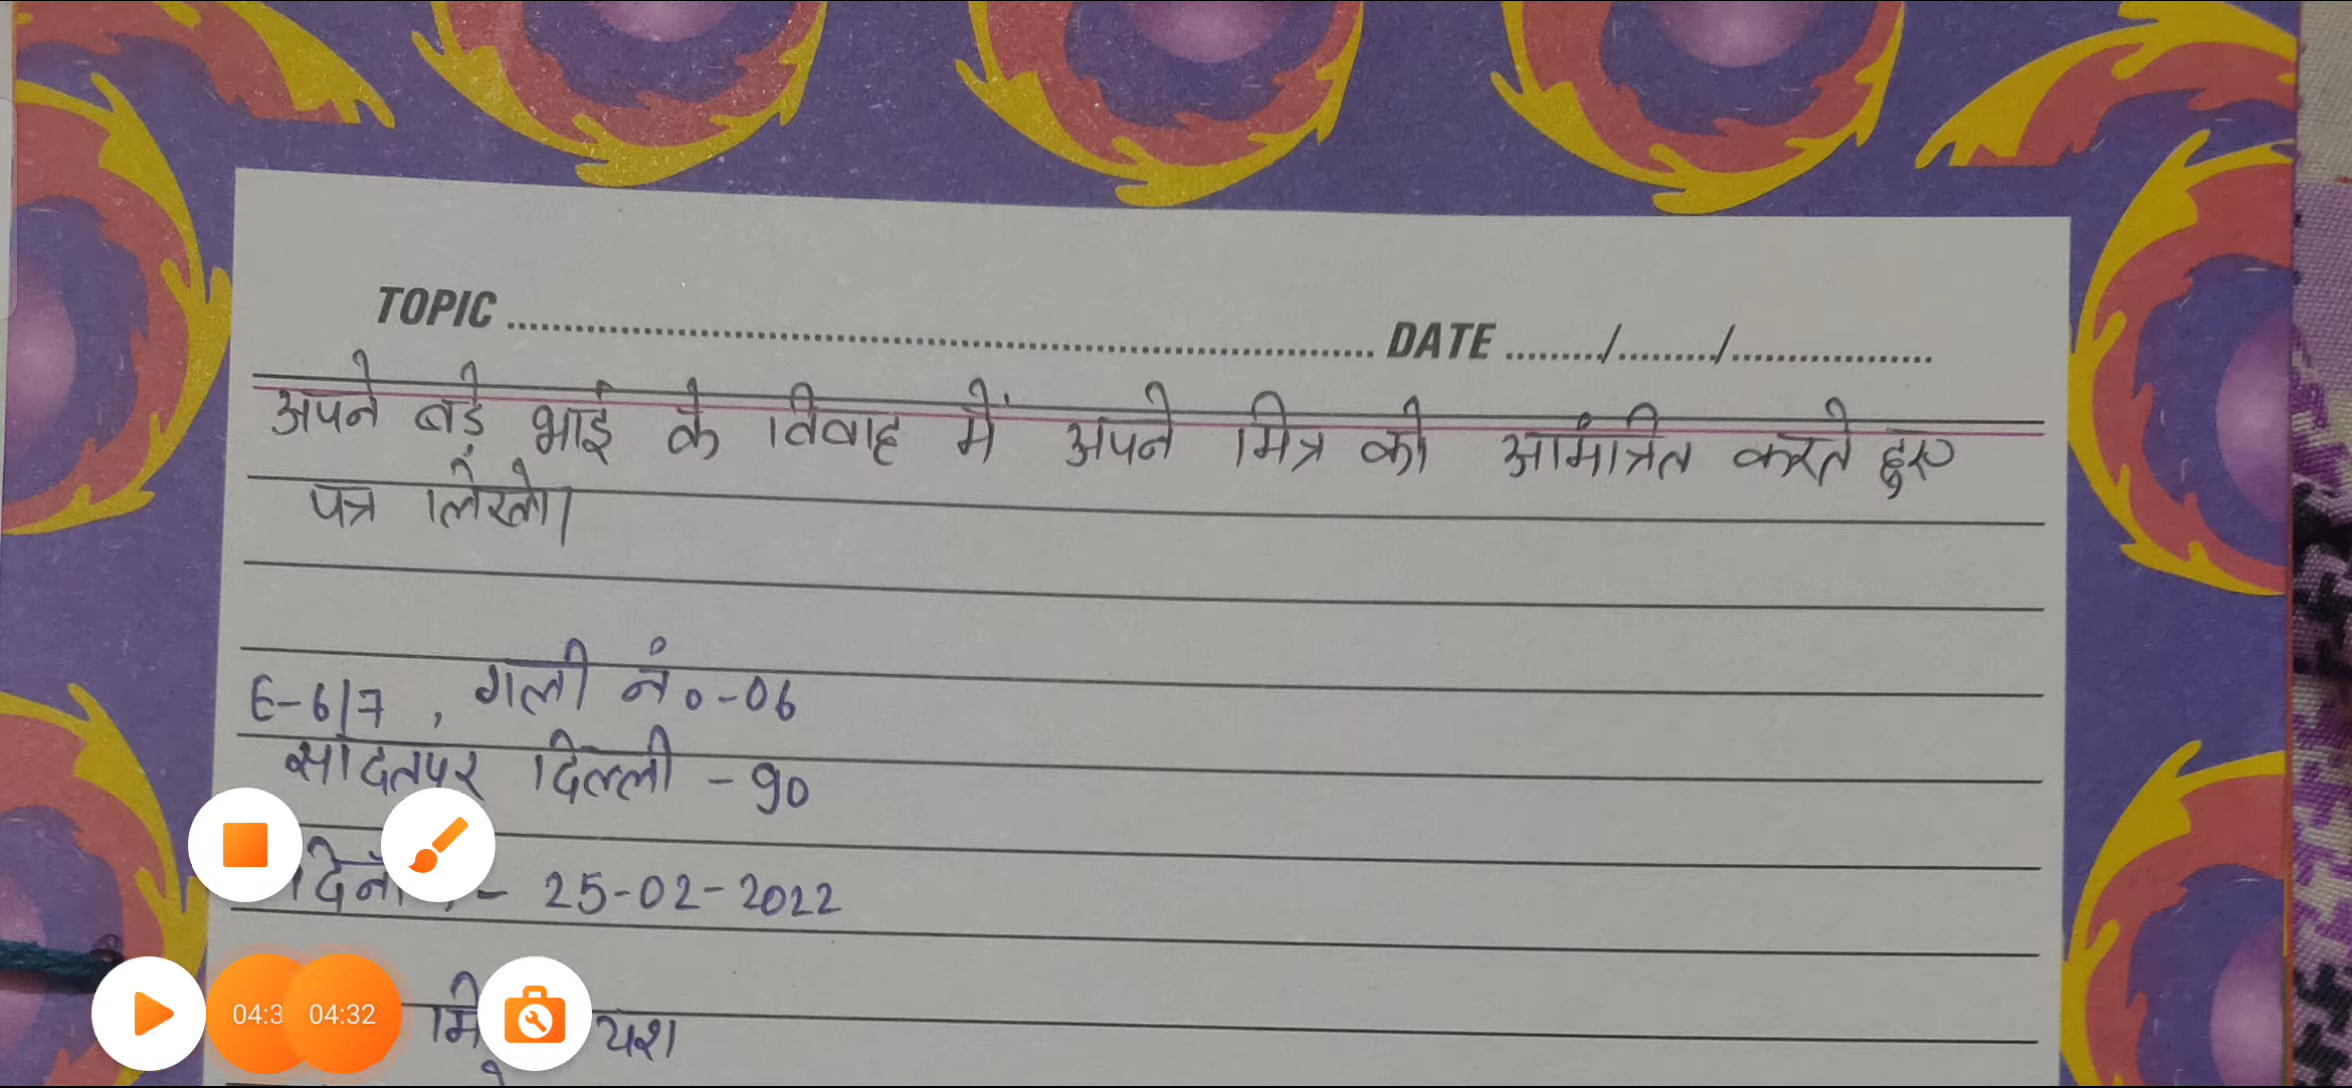 TOPIC ........ DATE ......../......../........
अपने बड़े भाई के विवाह में अपने मित्र को आमंत्रित करते हुए
पत्र लिखो।
E-6/7, गली नं०-06
सादतपुर दिल्ली -90
- 25-02-2022
04:32
यश